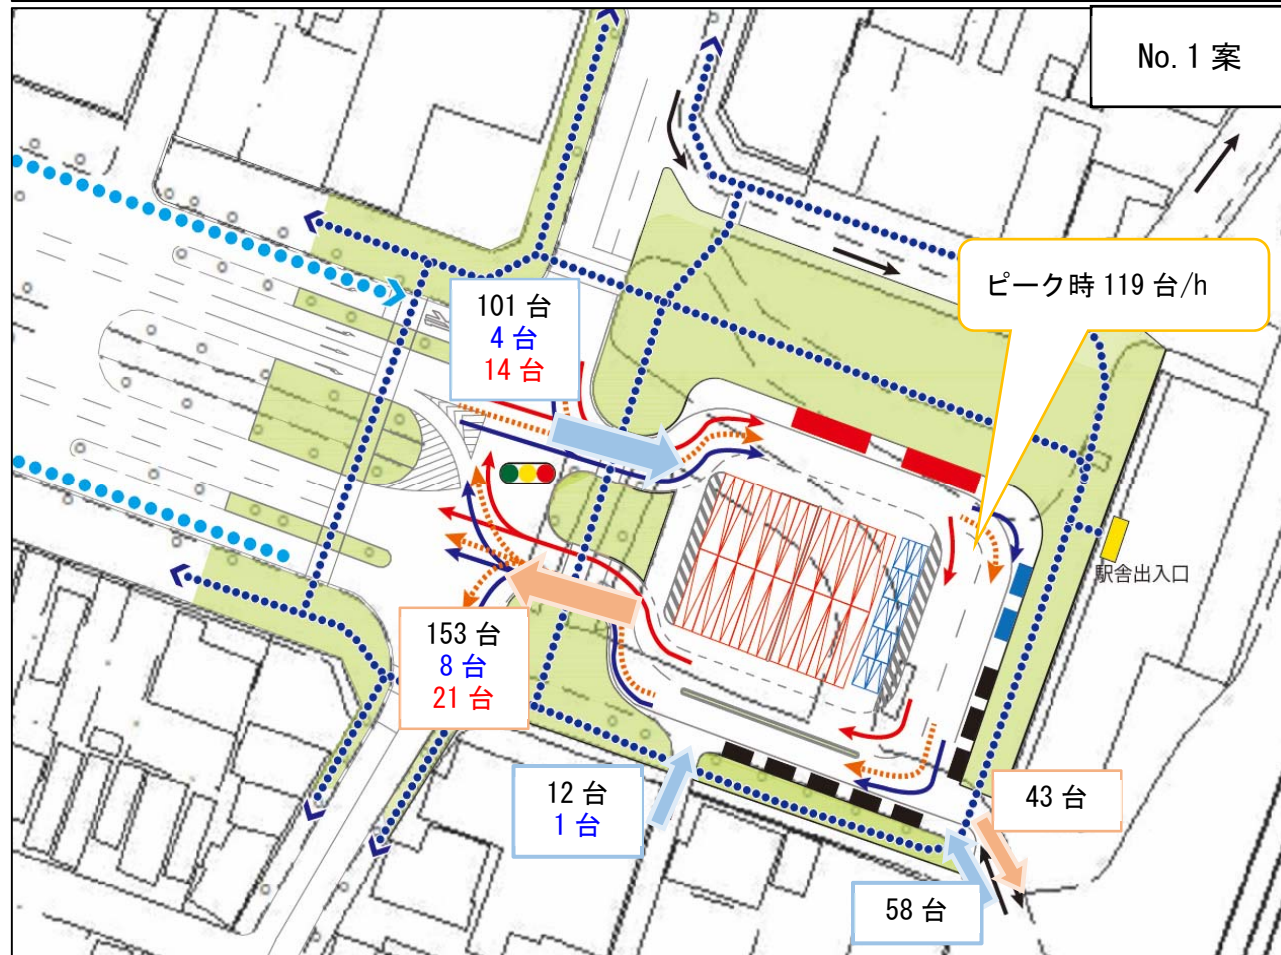 No.1 案
ピーク時 119 台/h
101 台
4 台
14 台
駅舎出入口
153 台
8 台
21 台
12 台
1 台
43 台
58 台